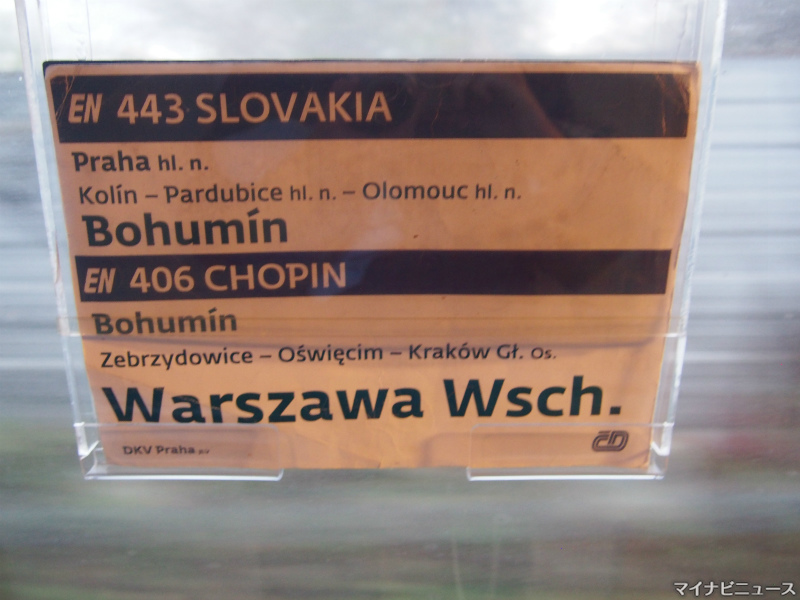 EN 443 SLOVAKIA
Praha hl. n.
Kolín – Pardubice hl. n. – Olomouc hl. n.
Bohumín
EN 406 CHOPIN
Bohumín
Zebrzydowice – Oświęcim – Kraków Gł. Os.
Warszawa Wsch.
DKV Praha
ČD
マイナビニュース